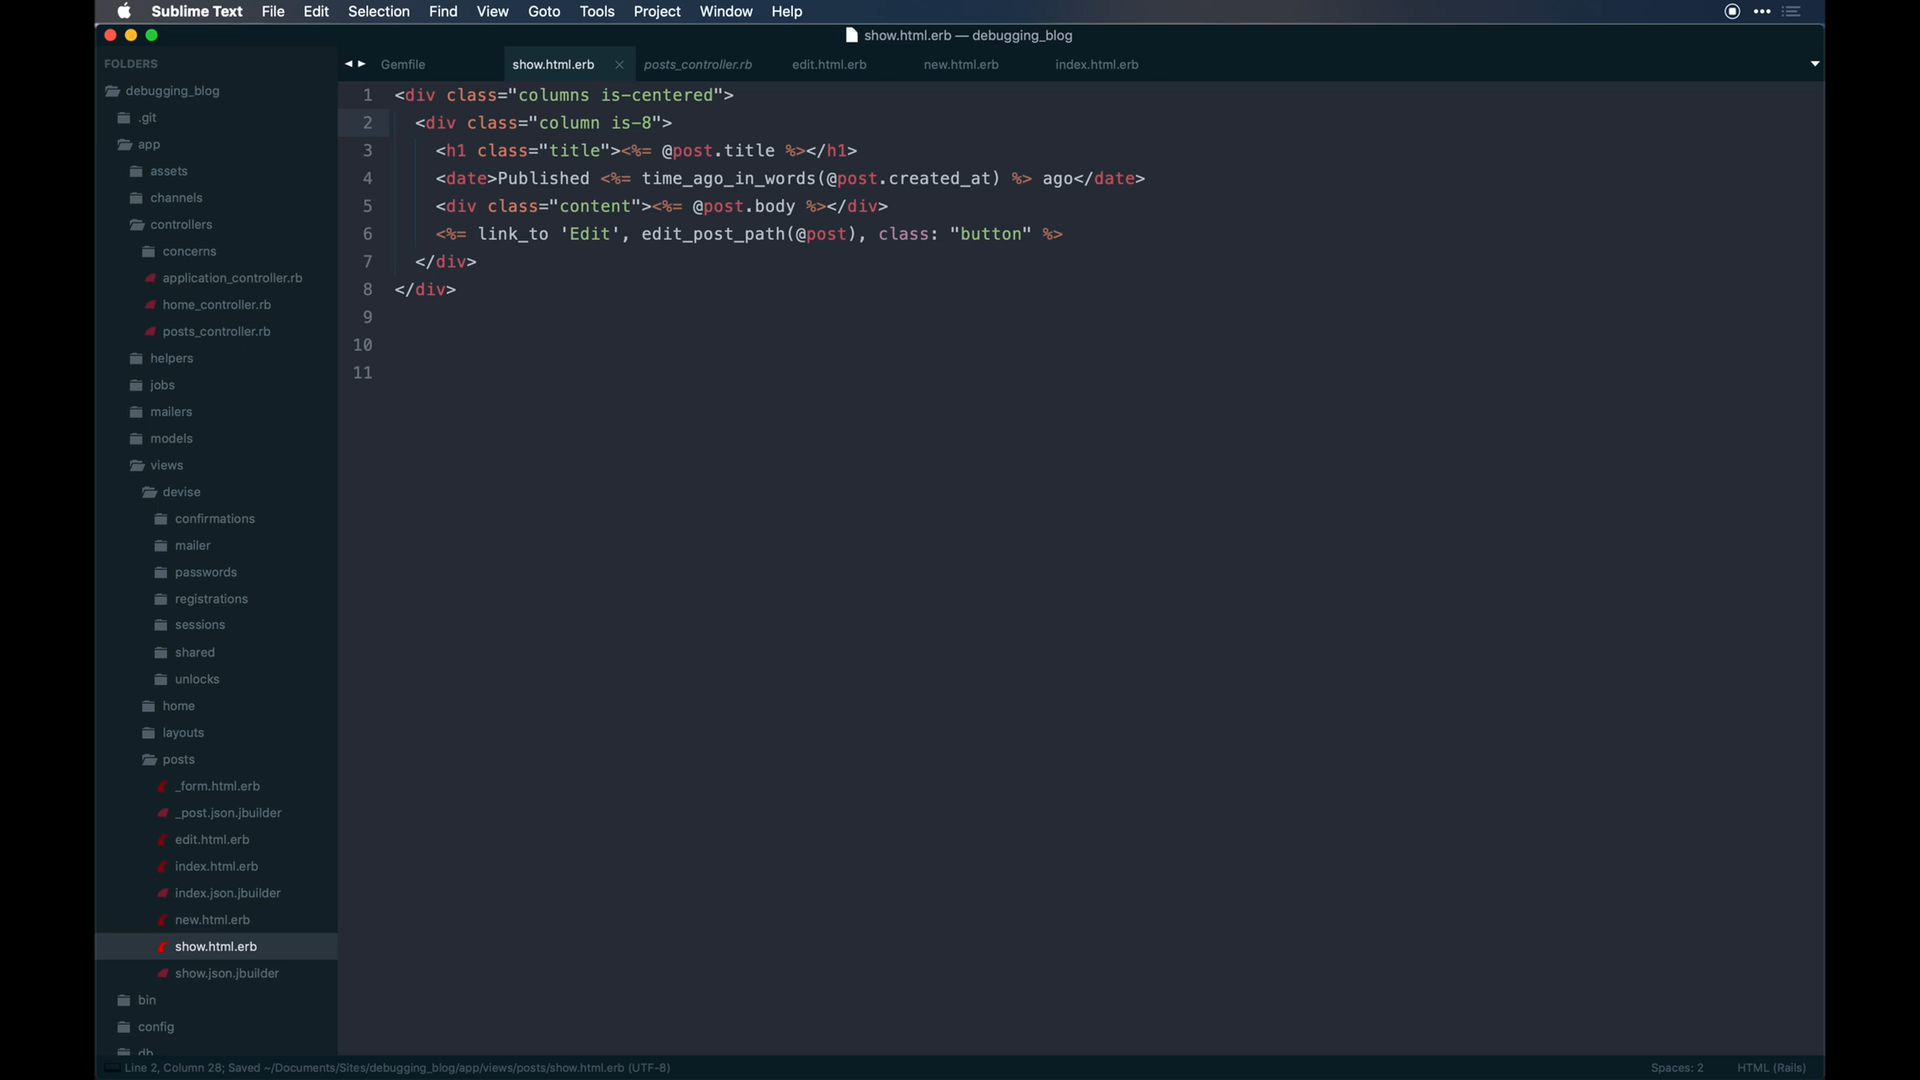 Sublime Text File Edit Selection Find View Goto Tools Project Window Help
show.html.erb — debugging_blog
FOLDERS
debugging_blog
.git
app
assets
channels
controllers
concerns
application_controller.rb
home_controller.rb
posts_controller.rb
helpers
jobs
mailers
models
views
devise
confirmations
mailer
passwords
registrations
sessions
shared
unlocks
home
layouts
posts
_form.html.erb
_post.json.jbuilder
edit.html.erb
index.html.erb
index.json.jbuilder
new.html.erb
show.html.erb
show.json.jbuilder
bin
config
db
Gemfile show.html.erb × posts_controller.rb edit.html.erb new.html.erb index.html.erb
1 <div class="columns is-centered">
2 <div class="column is-8">
3 <h1 class="title"><%= @post.title %></h1>
4 <date>Published <%= time_ago_in_words(@post.created_at) %> ago</date>
5 <div class="content"><%= @post.body %></div>
6 <%= link_to 'Edit', edit_post_path(@post), class: "button" %>
7 </div>
8 </div>
9
10
11
Line 2, Column 28; Saved ~/Documents/Sites/debugging_blog/app/views/posts/show.html.erb (UTF-8) Spaces: 2 HTML (Rails)